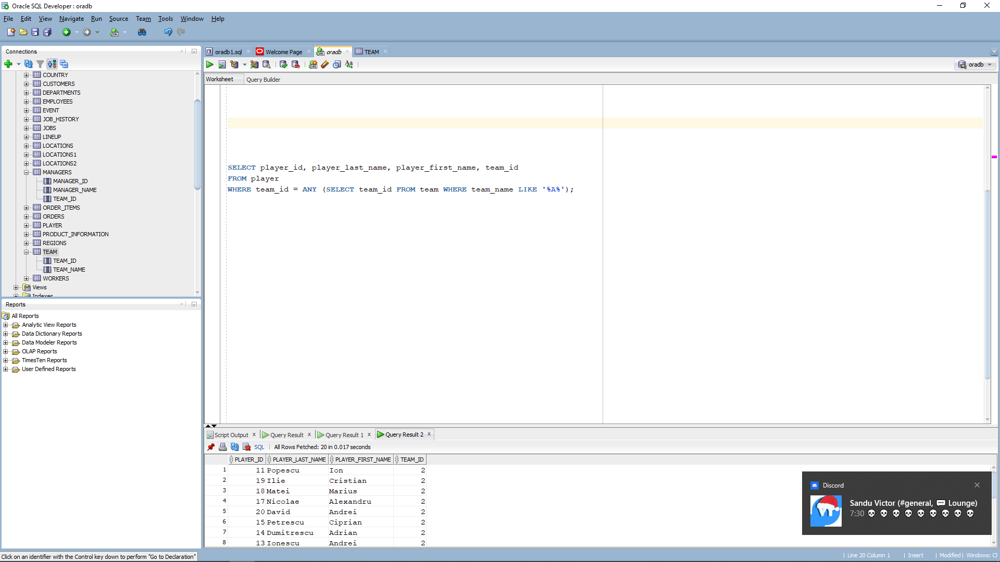 Oracle SQL Developer : oradb
File Edit View Navigate Run Source Team Tools Window Help
Connections
COUNTRY
CUSTOMERS
DEPARTMENTS
EMPLOYEES
EVENT
JOB_HISTORY
JOBS
LINEUP
LOCATIONS
LOCATIONS1
LOCATIONS2
MANAGERS
MANAGER_ID
MANAGER_NAME
TEAM_ID
ORDER_ITEMS
ORDERS
PLAYER
PRODUCT_INFORMATION
REGIONS
TEAM
TEAM_ID
TEAM_NAME
WORKERS
Views
Indexes
Reports
All Reports
Analytic View Reports
Data Dictionary Reports
Data Modeler Reports
OLAP Reports
TimesTen Reports
User Defined Reports
oradb1.sql Welcome Page oradb TEAM
oradb
Worksheet Query Builder
SELECT player_id, player_last_name, player_first_name, team_id
FROM player
WHERE team_id = ANY (SELECT team_id FROM team WHERE team_name LIKE '%A%');
Script Output x Query Result x Query Result 1 x Query Result 2 x
SQL | All Rows Fetched: 20 in 0.017 seconds
PLAYER_ID PLAYER_LAST_NAME PLAYER_FIRST_NAME TEAM_ID
1 11 Popescu Ion 2
2 19 Ilie Cristian 2
3 18 Matei Marius 2
4 17 Nicolae Alexandru 2
5 20 David Andrei 2
6 15 Petrescu Ciprian 2
7 14 Dumitrescu Adrian 2
8 13 Ionescu Andrei 2
Discord
Sandu Victor (#general, 💬 Lounge)
7:30 💀 💀 💀 💀 💀 💀 💀 💀 💀
Click on an identifier with the Control key down to perform "Go to Declaration"
| Line 20 Column 1 | Insert | Modified | Windows: CF